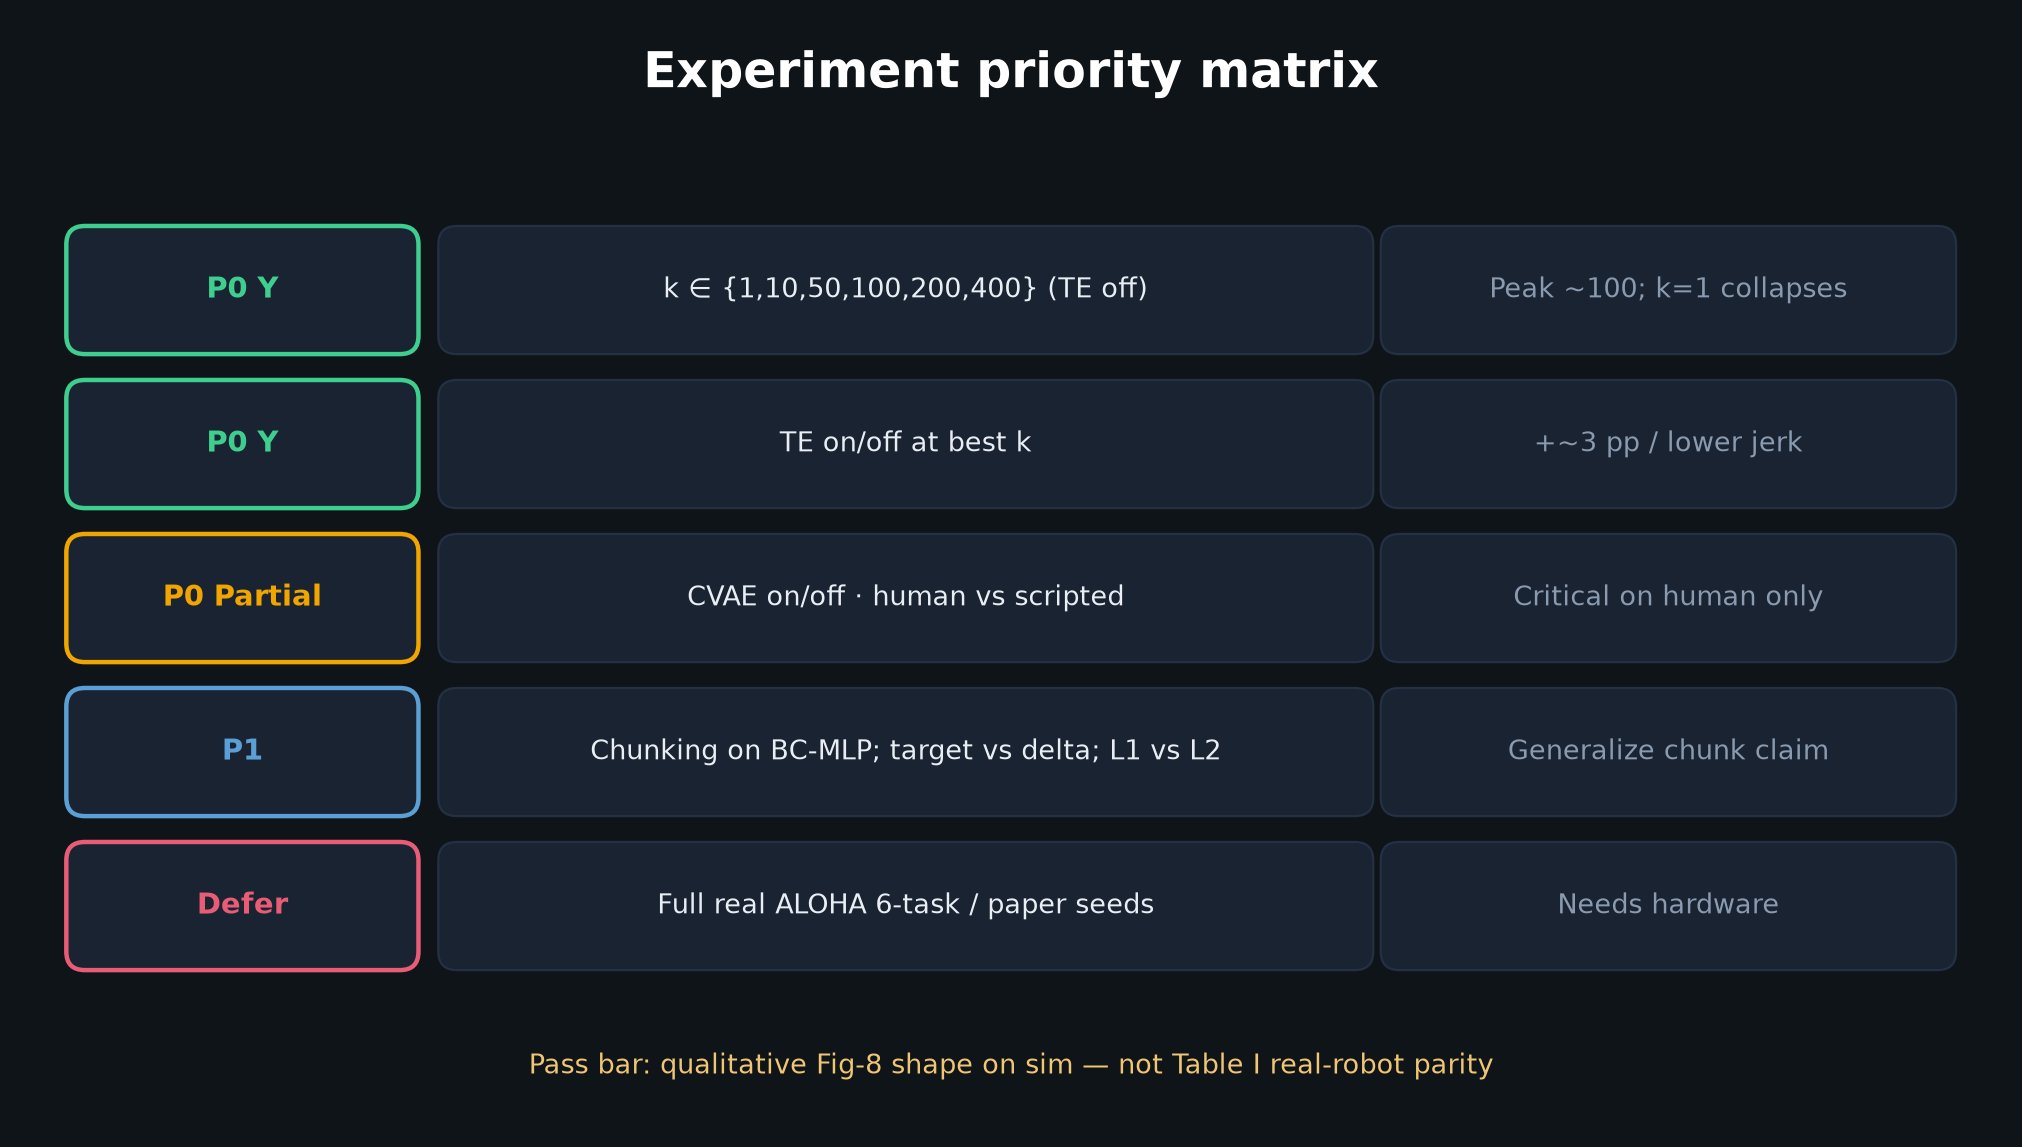 Experiment priority matrix
P0 Y
k ∈ {1,10,50,100,200,400} (TE off)
Peak ~100; k=1 collapses
P0 Y
TE on/off at best k
+~3 pp / lower jerk
P0 Partial
CVAE on/off · human vs scripted
Critical on human only
P1
Chunking on BC-MLP; target vs delta; L1 vs L2
Generalize chunk claim
Defer
Full real ALOHA 6-task / paper seeds
Needs hardware
Pass bar: qualitative Fig-8 shape on sim — not Table I real-robot parity